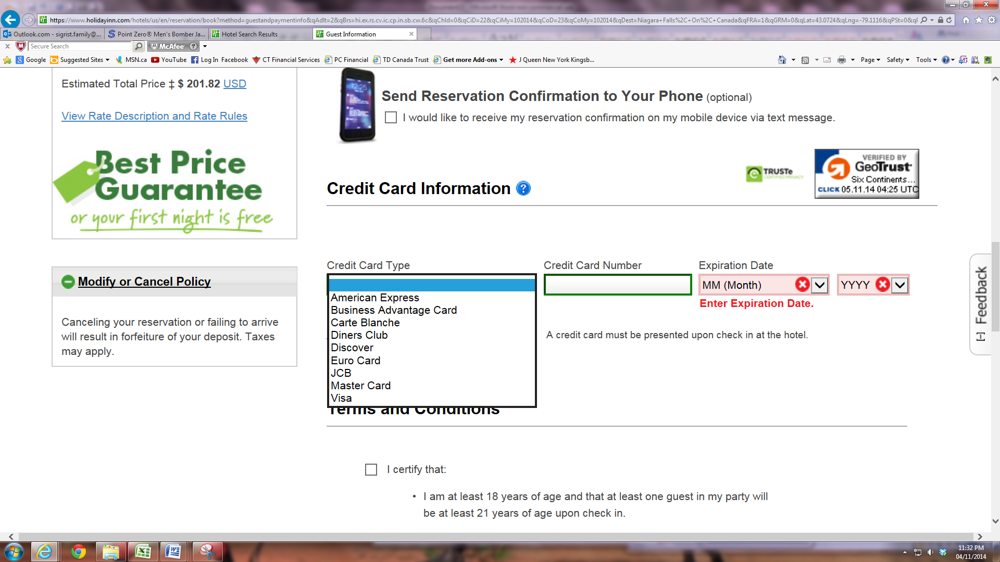 https://www.holidayinn.com/hotels/us/en/reservation/book?method=guestandpaymentinfo&qAdlt=2&qBrs=hi.ex.rs.cv.ic.cp.in.sb.cw.6c&qChld=0&qCiD=22&qCiMy=102014&qCoD=23&qCoMy=102014&qDest=Niagara+Falls%2C+On%2C+Canada&qFRA=1&qGRM=0&qLat=43.0724&qLng=-79.1116&qPSt=0&qI
Outlook.com - sigrist.family@...
Point Zero® Men's Bomber Ja...
Hotel Search Results
Guest Information
Secure Search
McAfee
Google
Suggested Sites
MSN.ca
YouTube
Log In Facebook
CT Financial Services
PC Financial
TD Canada Trust
Get more Add-ons
J Queen New York Kingsb...
Page
Safety
Tools
Estimated Total Price ‡ $ 201.82 USD
View Rate Description and Rate Rules
Best Price
Guarantee
or your first night is free
Modify or Cancel Policy
Canceling your reservation or failing to arrive
will result in forfeiture of your deposit. Taxes
may apply.
12:25
Send Reservation Confirmation to Your Phone (optional)
I would like to receive my reservation confirmation on my mobile device via text message.
Credit Card Information
TRUSTe
CERTIFIED PRIVACY
VERIFIED BY
GeoTrust
Six Continents...
CLICK 05.11.14 04:25 UTC
Credit Card Type
Credit Card Number
Expiration Date
MM (Month)
YYYY
Enter Expiration Date.
American Express
Business Advantage Card
Carte Blanche
Diners Club
Discover
Euro Card
JCB
Master Card
Visa
A credit card must be presented upon check in at the hotel.
Terms and Conditions
I certify that:
• I am at least 18 years of age and that at least one guest in my party will
be at least 21 years of age upon check in.
[-] Feedback
11:32 PM
04/11/2014